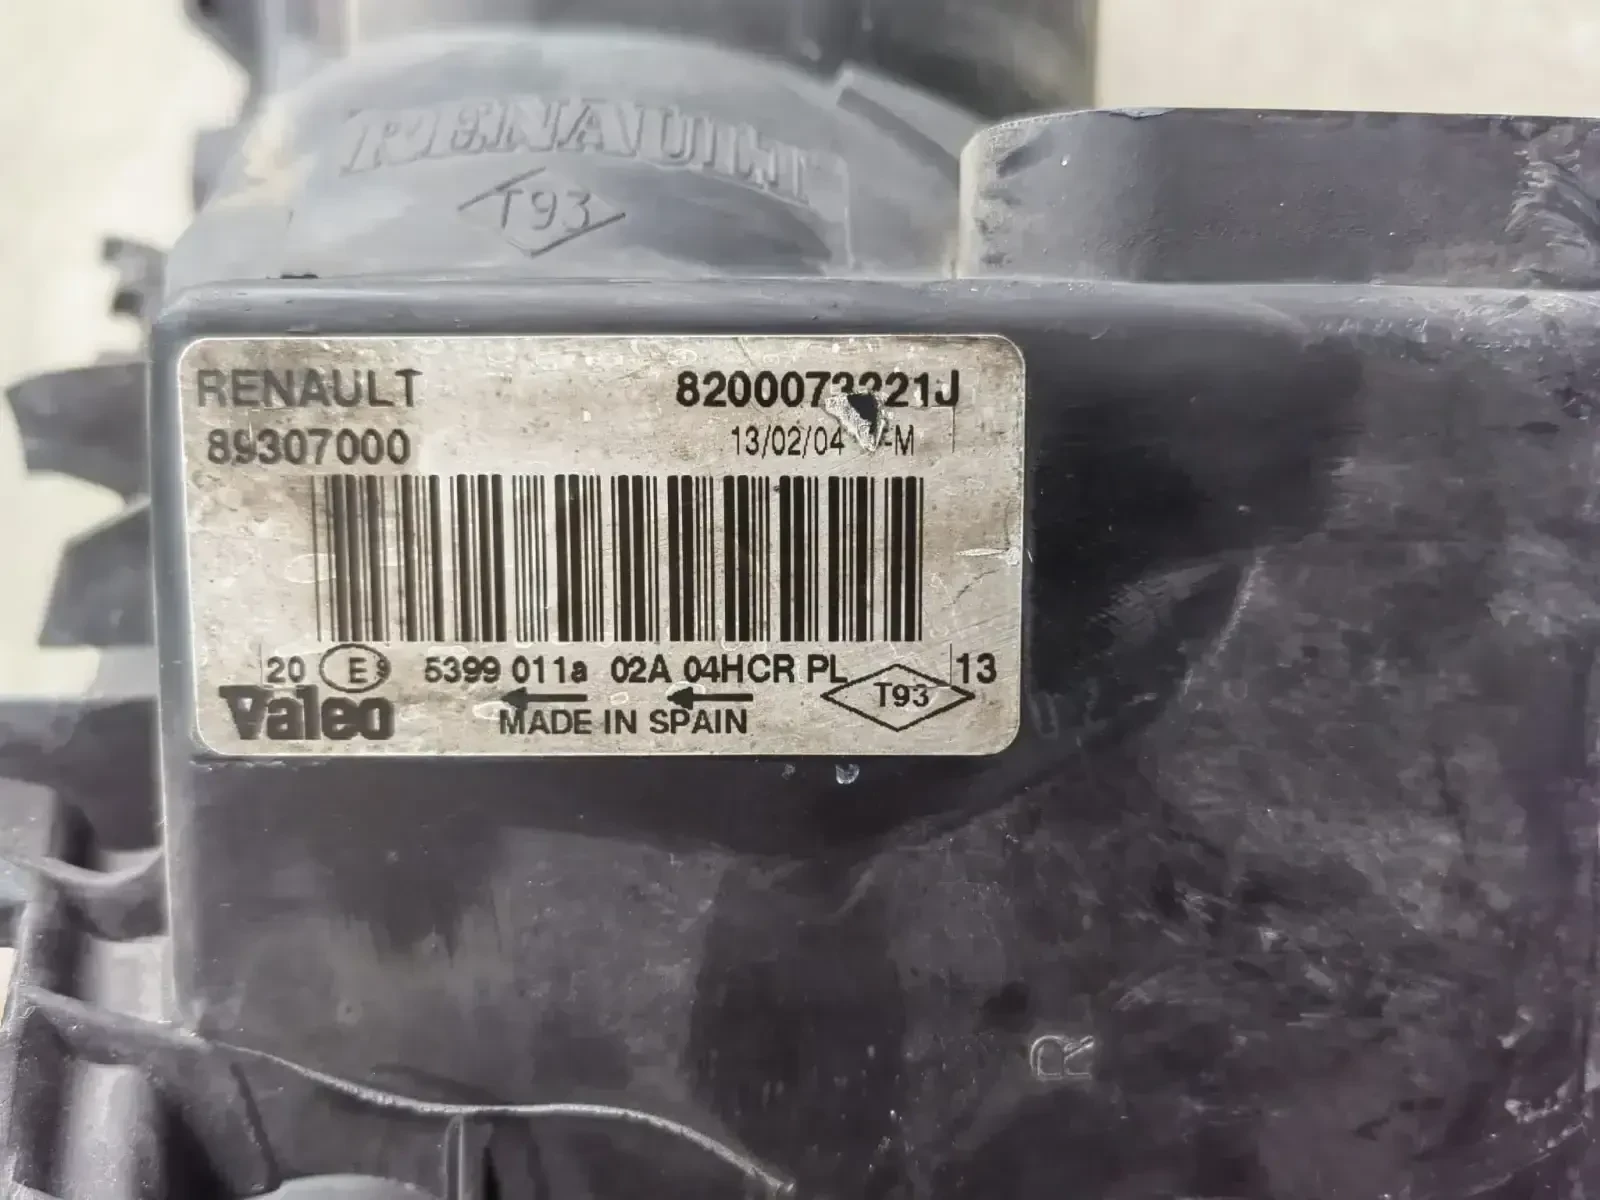 RENAULT
T93
RENAULT 8200073221J
89307000 13/02/04
20 E9 5399 011a 02A 04HCR PL 13
Valeo MADE IN SPAIN T93
R